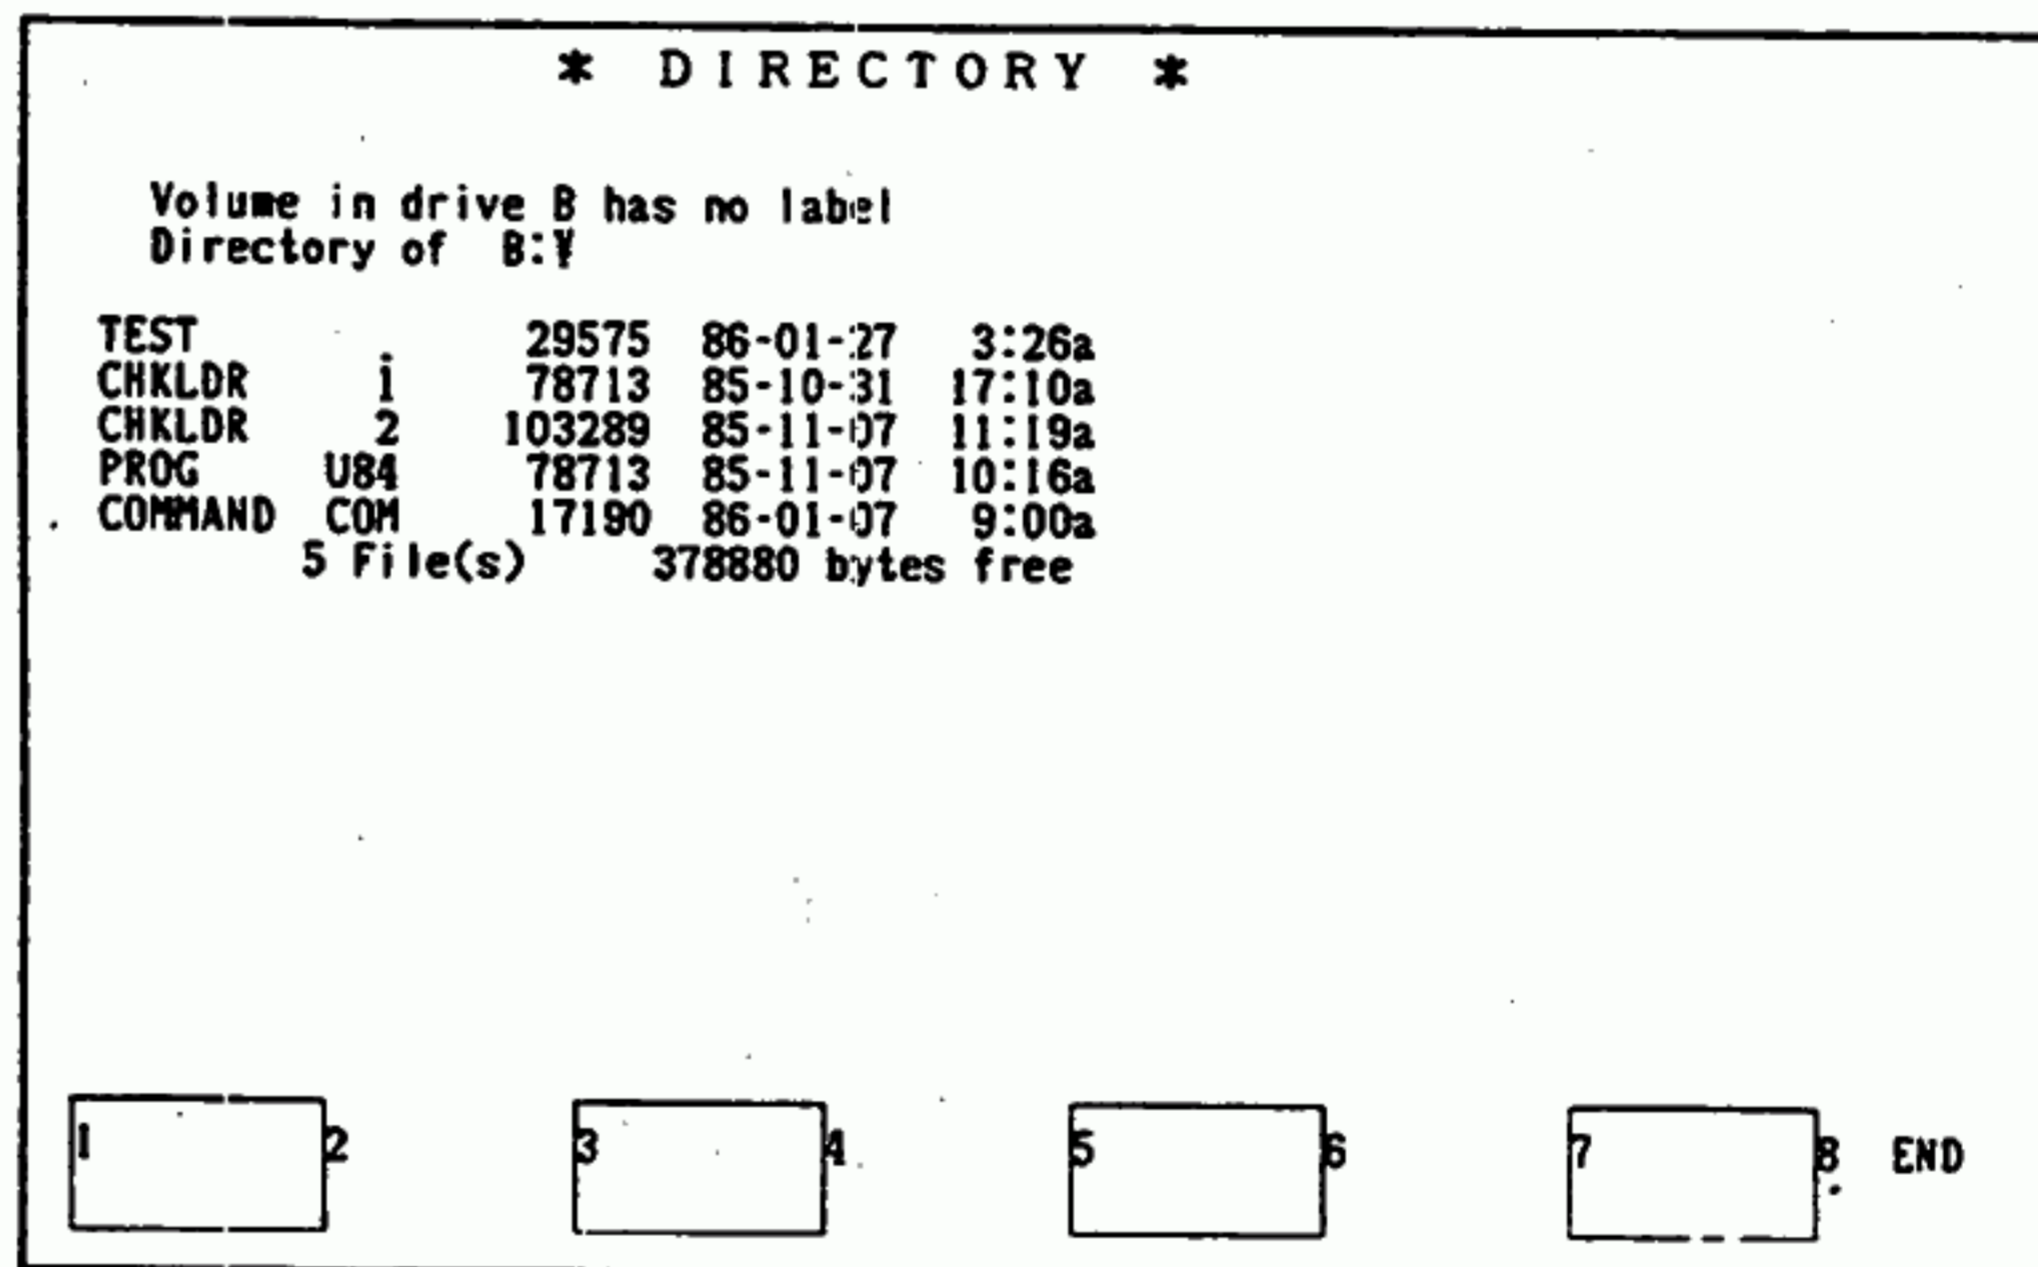 * DIRECTORY *
Volume in drive B has no label
Directory of B:¥
TEST 29575 86-01-27 3:26a
CHKLDR 1 78713 85-10-31 17:10a
CHKLDR 2 103289 85-11-07 11:19a
PROG U84 78713 85-11-07 10:16a
COMMAND COM 17190 86-01-07 9:00a
5 File(s) 378880 bytes free
1 2 3 4 5 6 7 8 END